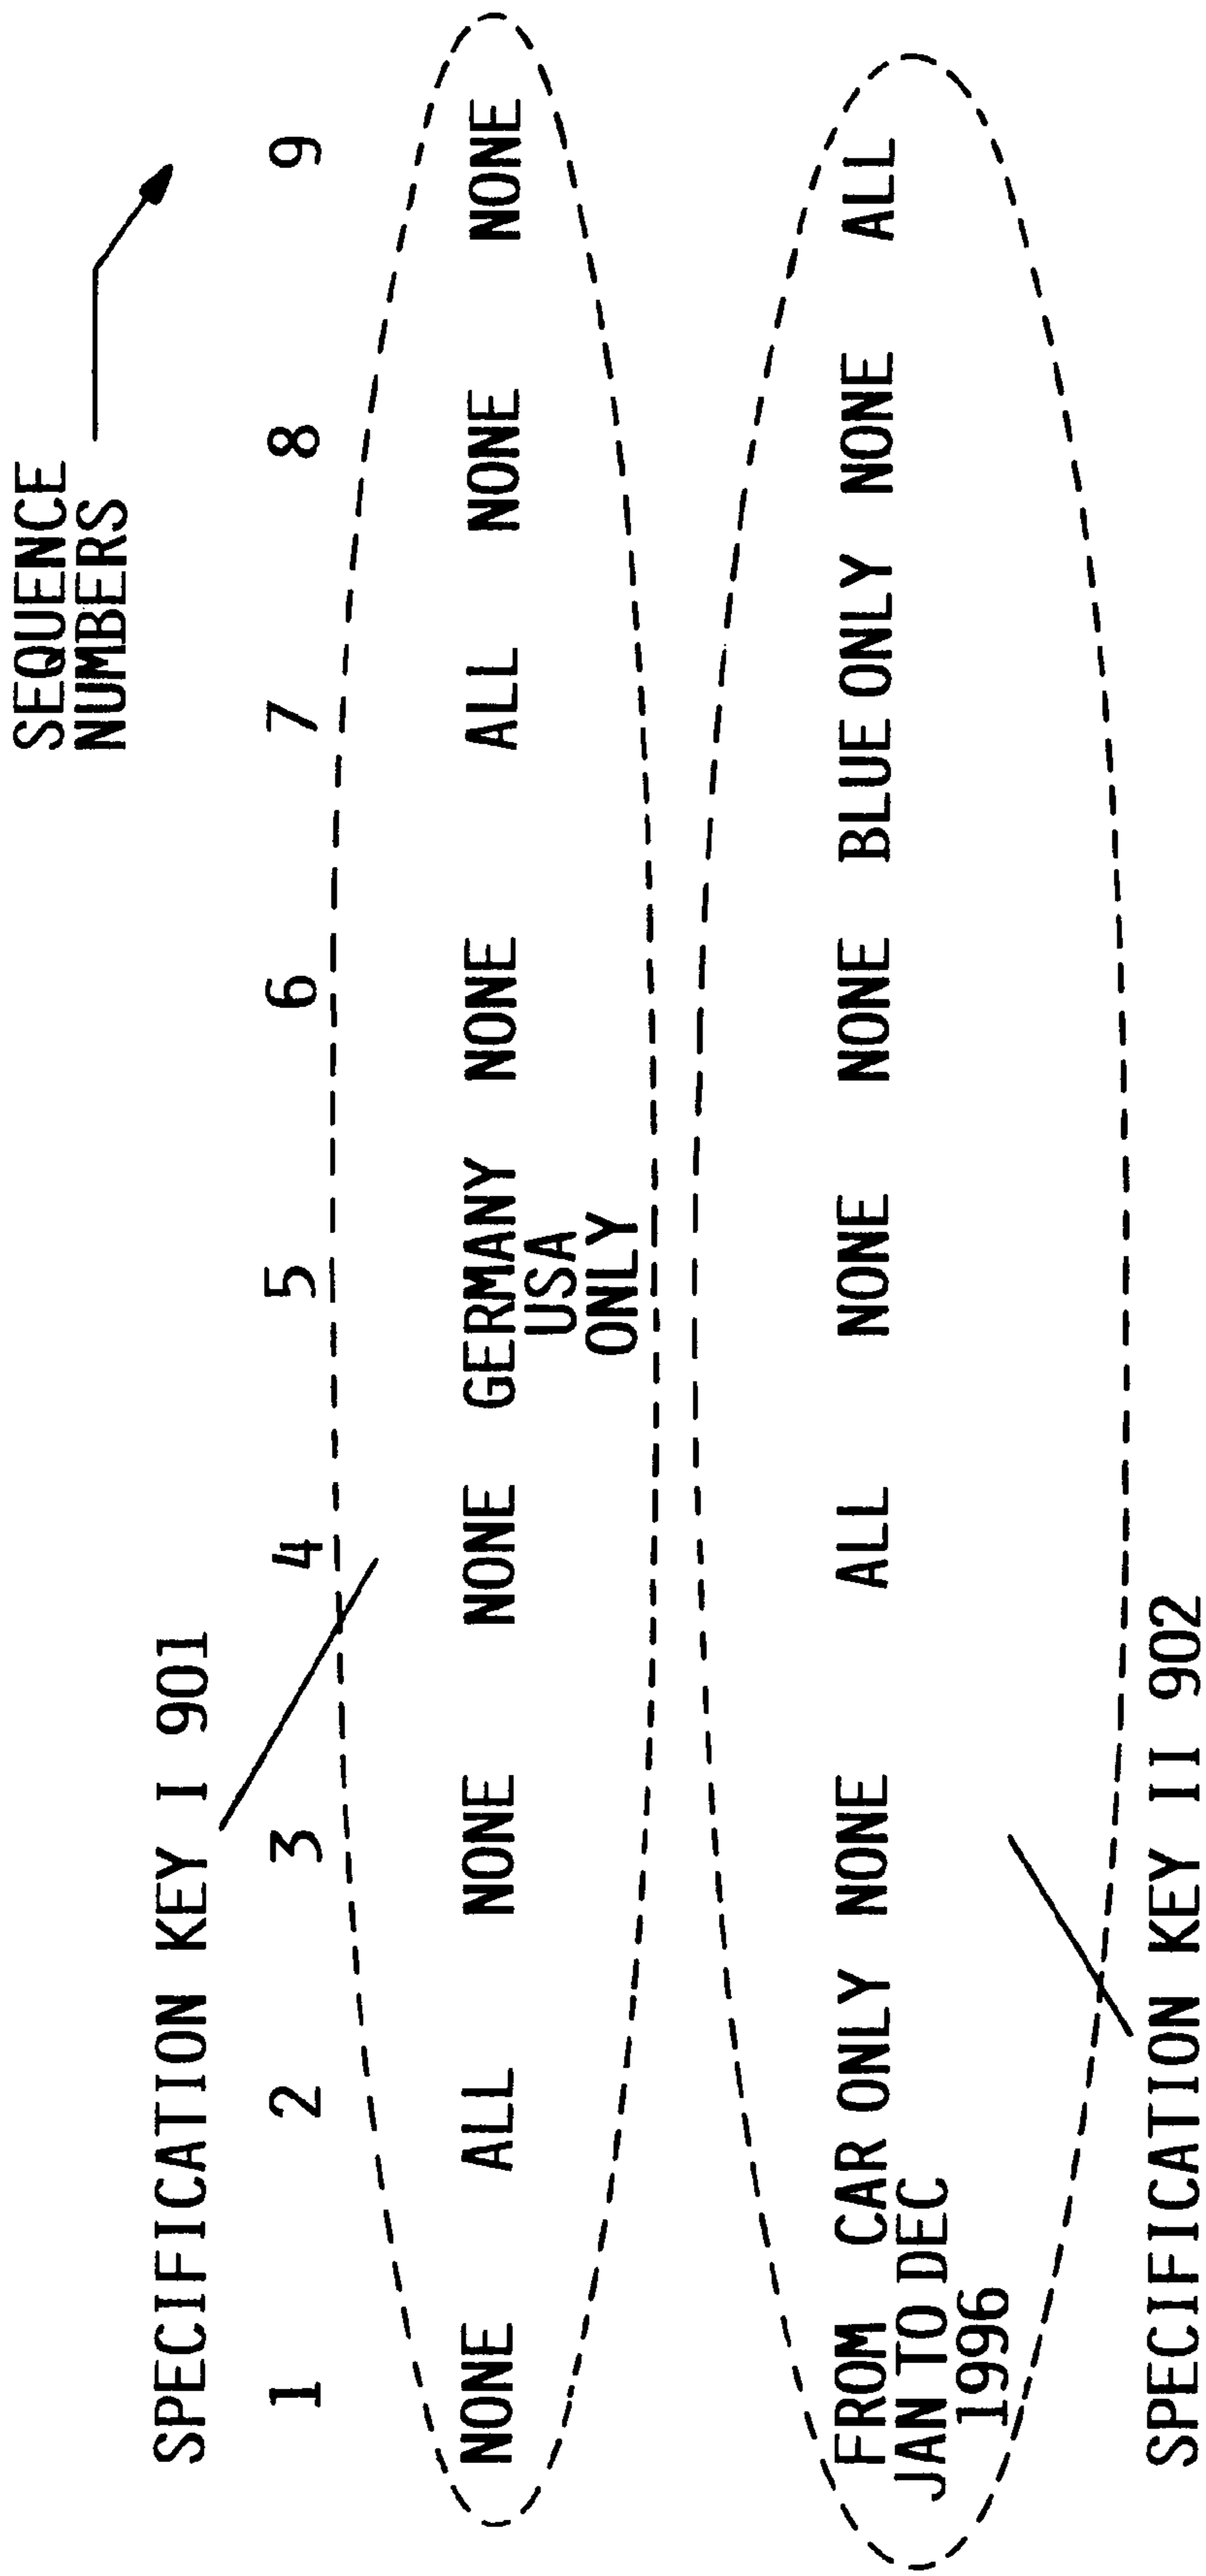 SEQUENCE
NUMBERS
SPECIFICATION KEY I 901
1 2 3 4 5 6 7 8 9
NONE ALL NONE NONE GERMANY NONE ALL NONE NONE
USA
ONLY
FROM CAR ONLY NONE ALL NONE NONE BLUE ONLY NONE ALL
JAN TO DEC
1996
SPECIFICATION KEY II 902